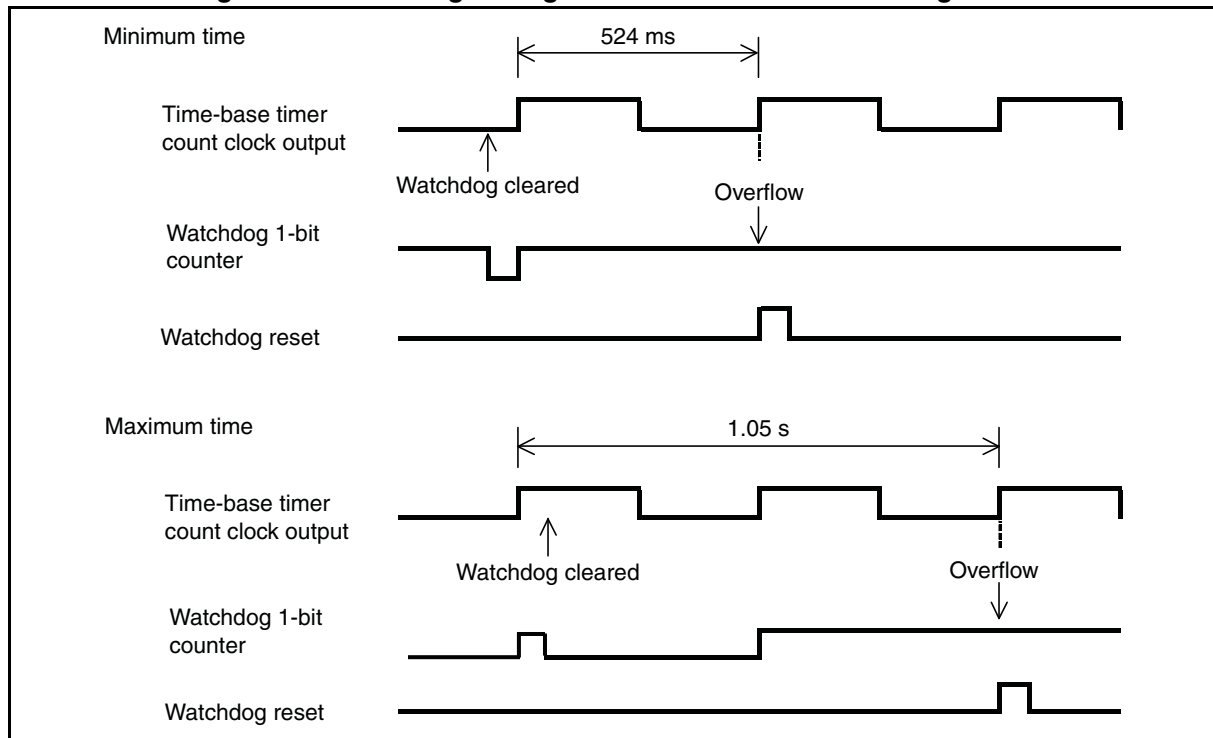 Minimum time
524 ms
Time-base timer
count clock output
Watchdog cleared
Overflow
Watchdog 1-bit
counter
Watchdog reset
Maximum time
1.05 s
Time-base timer
count clock output
Watchdog cleared
Overflow
Watchdog 1-bit
counter
Watchdog reset